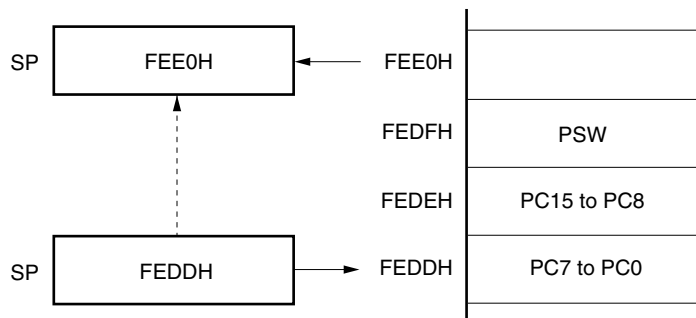 SP FEE0H FEE0H
FEDFH PSW
FEDEH PC15 to PC8
SP FEDDH FEDDH PC7 to PC0